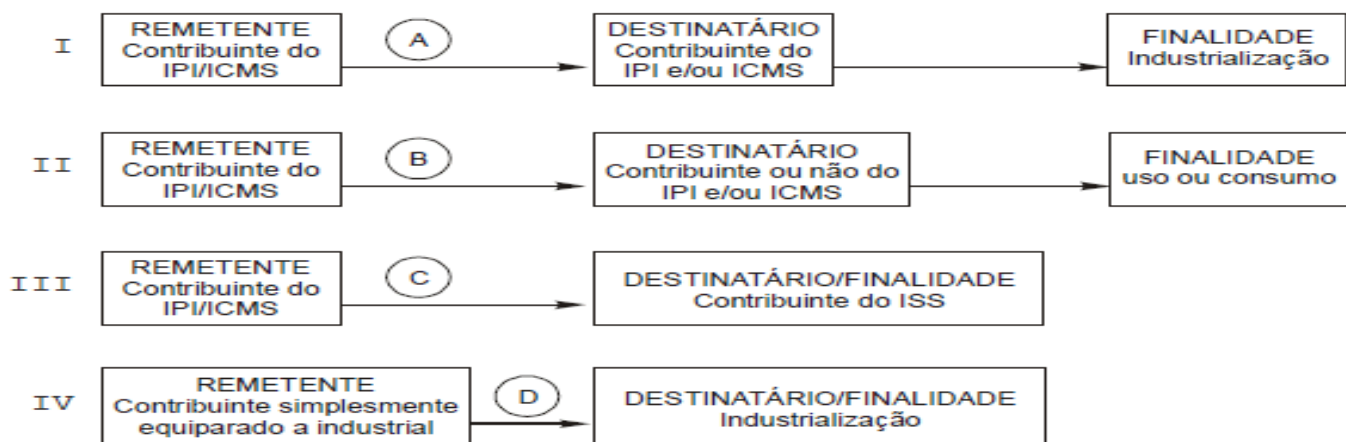 I
REMETENTE
Contribuinte do
IPI/ICMS
A
DESTINATÁRIO
Contribuinte do
IPI e/ou ICMS
FINALIDADE
Industrialização
II
REMETENTE
Contribuinte do
IPI/ICMS
B
DESTINATÁRIO
Contribuinte ou não do
IPI e/ou ICMS
FINALIDADE
uso ou consumo
III
REMETENTE
Contribuinte do
IPI/ICMS
C
DESTINATÁRIO/FINALIDADE
Contribuinte do ISS
IV
REMETENTE
Contribuinte simplesmente
equiparado a industrial
D
DESTINATÁRIO/FINALIDADE
Industrialização